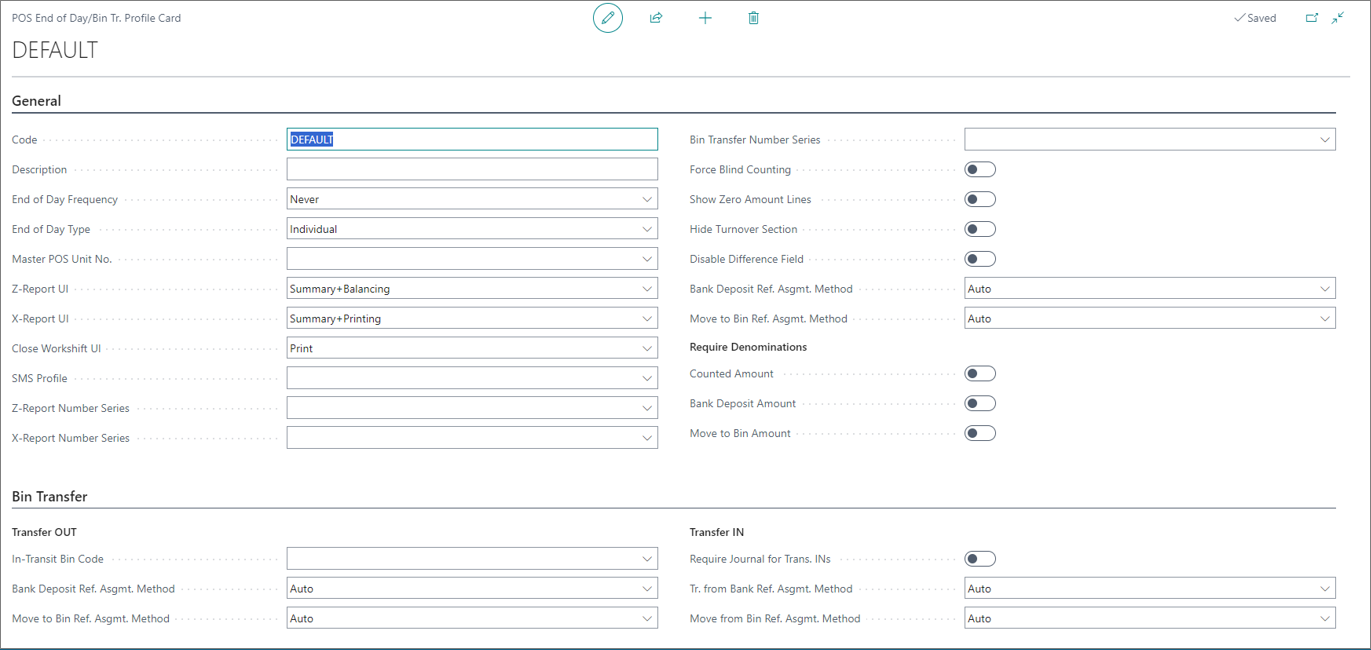 POS End of Day/Bin Tr. Profile Card
Saved
DEFAULT
General
Code
DEFAULT
Description
End of Day Frequency
Never
End of Day Type
Individual
Master POS Unit No.
Z-Report UI
Summary+Balancing
X-Report UI
Summary+Printing
Close Workshift UI
Print
SMS Profile
Z-Report Number Series
X-Report Number Series
Bin Transfer Number Series
Force Blind Counting
Show Zero Amount Lines
Hide Turnover Section
Disable Difference Field
Bank Deposit Ref. Asgmt. Method
Auto
Move to Bin Ref. Asgmt. Method
Auto
Require Denominations
Counted Amount
Bank Deposit Amount
Move to Bin Amount
Bin Transfer
Transfer OUT
In-Transit Bin Code
Bank Deposit Ref. Asgmt. Method
Auto
Move to Bin Ref. Asgmt. Method
Auto
Transfer IN
Require Journal for Trans. INs
Tr. from Bank Ref. Asgmt. Method
Auto
Move from Bin Ref. Asgmt. Method
Auto